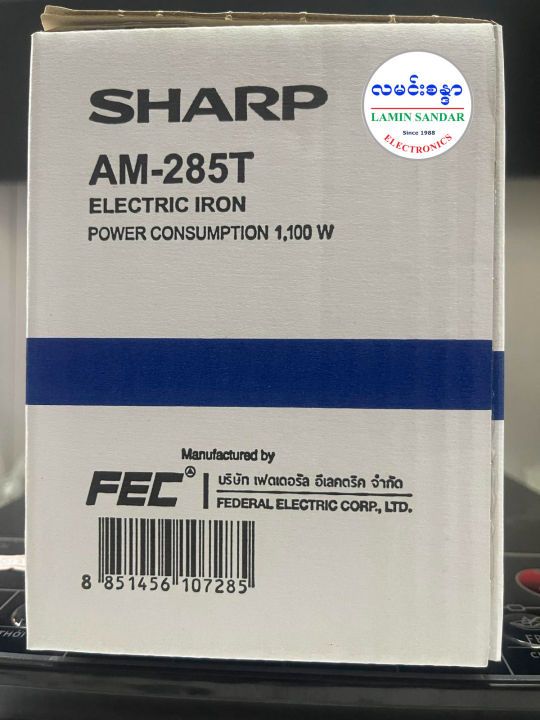 SHARP
AM-285T
ELECTRIC IRON
POWER CONSUMPTION 1,100 W
လမင်းစန္ဒာ
LAMIN SANDAR
Since 1988
ELECTRONICS
Manufactured by
FEC
บริษัท เฟดเดอรัล อีเลคตริค จำกัด
FEDERAL ELECTRIC CORP., LTD.
8 851456 107285